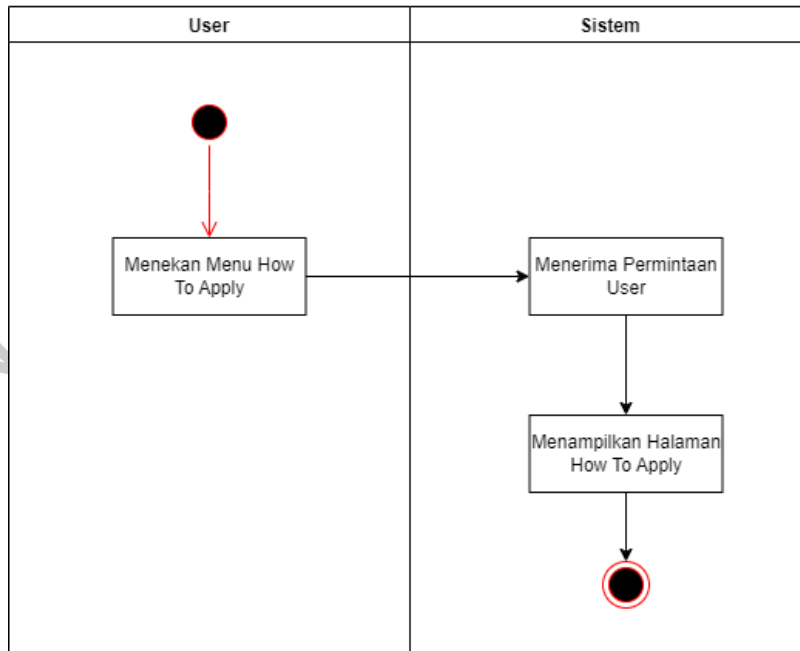 User
Sistem
Menekan Menu How
To Apply
Menerima Permintaan
User
Menampilkan Halaman
How To Apply